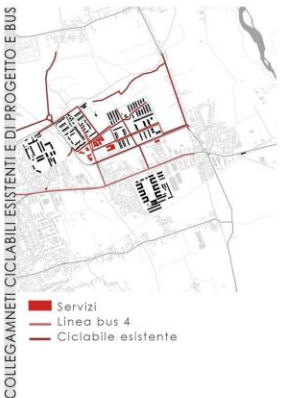 COLLEGAMNETI CICLABILI ESISTENTI E DI PROGETTO E BUS
Servizi
Linea bus 4
Ciclabile esistente